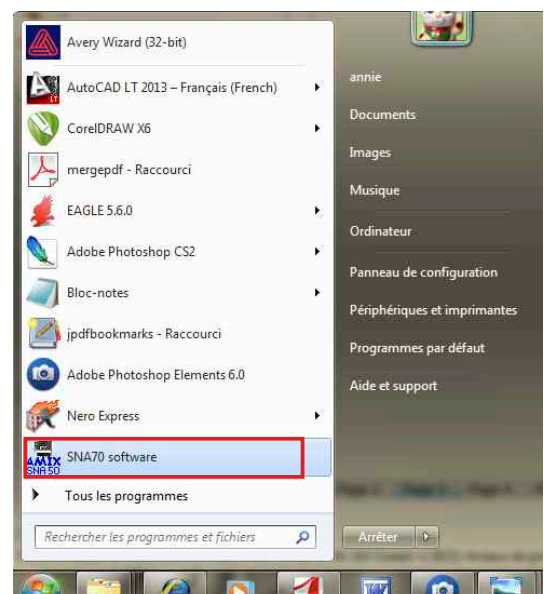 Avery Wizard (32-bit)
AutoCAD LT 2013 – Français (French)
CorelDRAW X6
mergepdf - Raccourci
EAGLE 5.6.0
Adobe Photoshop CS2
Bloc-notes
jpdfbookmarks - Raccourci
Adobe Photoshop Elements 6.0
Nero Express
AMIX
SNA 50
SNA70 software
Tous les programmes
Rechercher les programmes et fichiers
annie
Documents
Images
Musique
Ordinateur
Panneau de configuration
Périphériques et imprimantes
Programmes par défaut
Aide et support
Arrêter